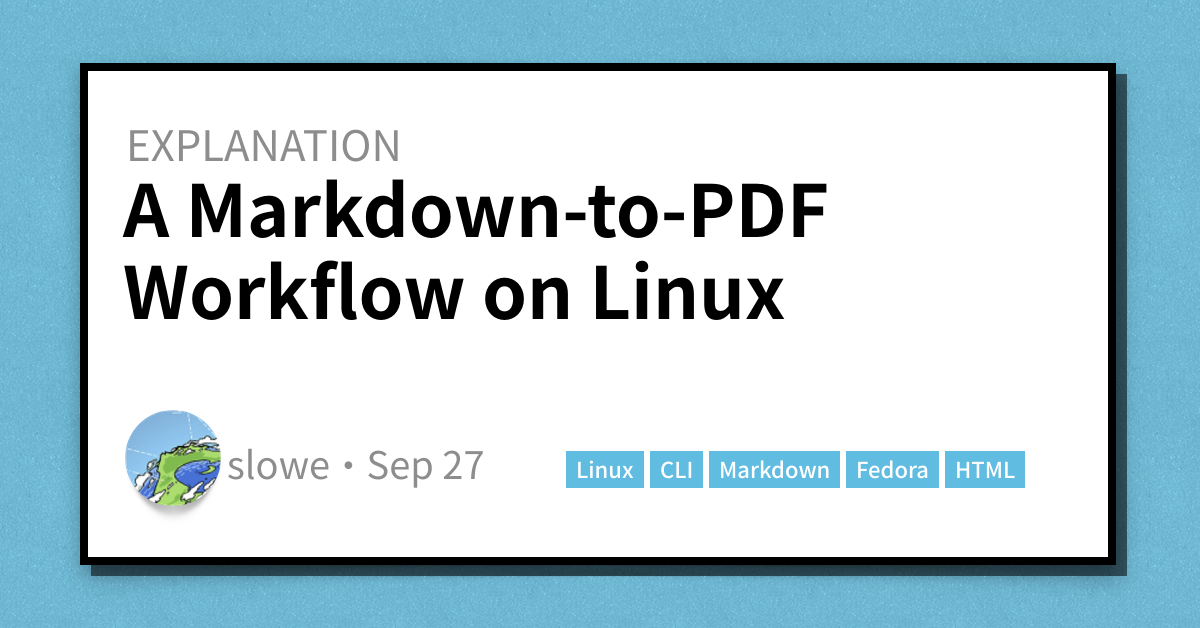 EXPLANATION
A Markdown-to-PDF
Workflow on Linux
slowe • Sep 27
Linux CLI Markdown Fedora HTML